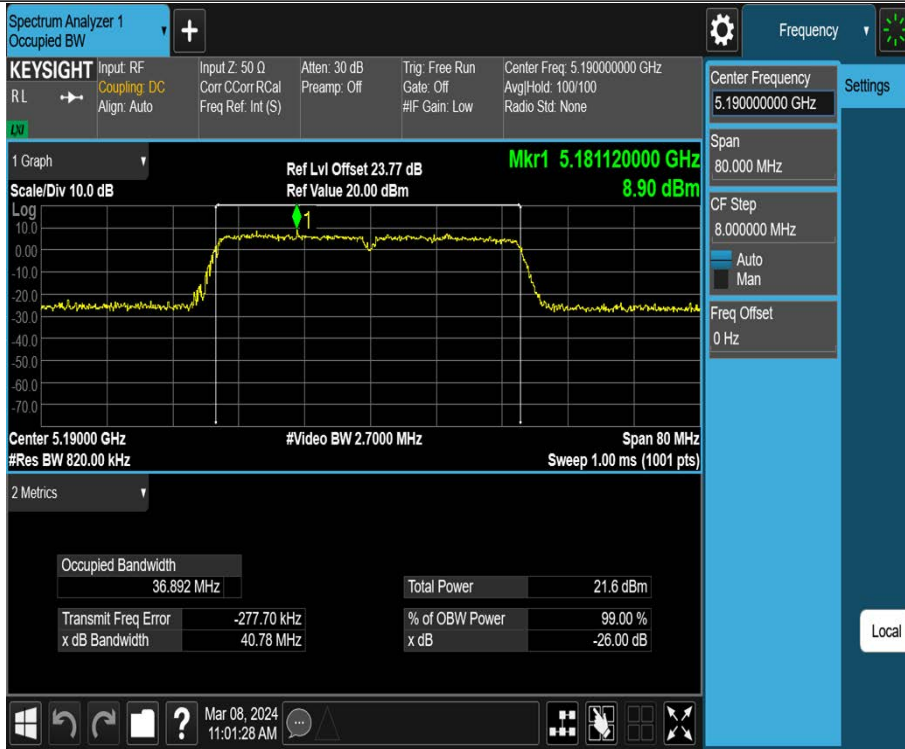 Spectrum Analyzer 1
Occupied BW
+
Frequency
KEYSIGHT
R L
LXI
Input: RF
Coupling: DC
Align: Auto
Input Z: 50 Ω
Corr CCorr RCal
Freq Ref: Int (S)
Atten: 30 dB
Preamp: Off
Trig: Free Run
Gate: Off
#IF Gain: Low
Center Freq: 5.190000000 GHz
Avg|Hold: 100/100
Radio Std: None
Center Frequency
5.190000000 GHz
Settings
Span
80.000 MHz
CF Step
8.000000 MHz
Auto
Man
Freq Offset
0 Hz
1 Graph
Scale/Div 10.0 dB
Ref Lvl Offset 23.77 dB
Ref Value 20.00 dBm
Mkr1 5.181120000 GHz
8.90 dBm
Log
10.0
0.00
-10.0
-20.0
-30.0
-40.0
-50.0
-60.0
-70.0
1
Center 5.19000 GHz
#Res BW 820.00 kHz
#Video BW 2.7000 MHz
Span 80 MHz
Sweep 1.00 ms (1001 pts)
2 Metrics
Occupied Bandwidth
36.892 MHz
Total Power 21.6 dBm
Transmit Freq Error -277.70 kHz
% of OBW Power 99.00 %
x dB Bandwidth 40.78 MHz
x dB -26.00 dB
Local
?
Mar 08, 2024
11:01:28 AM